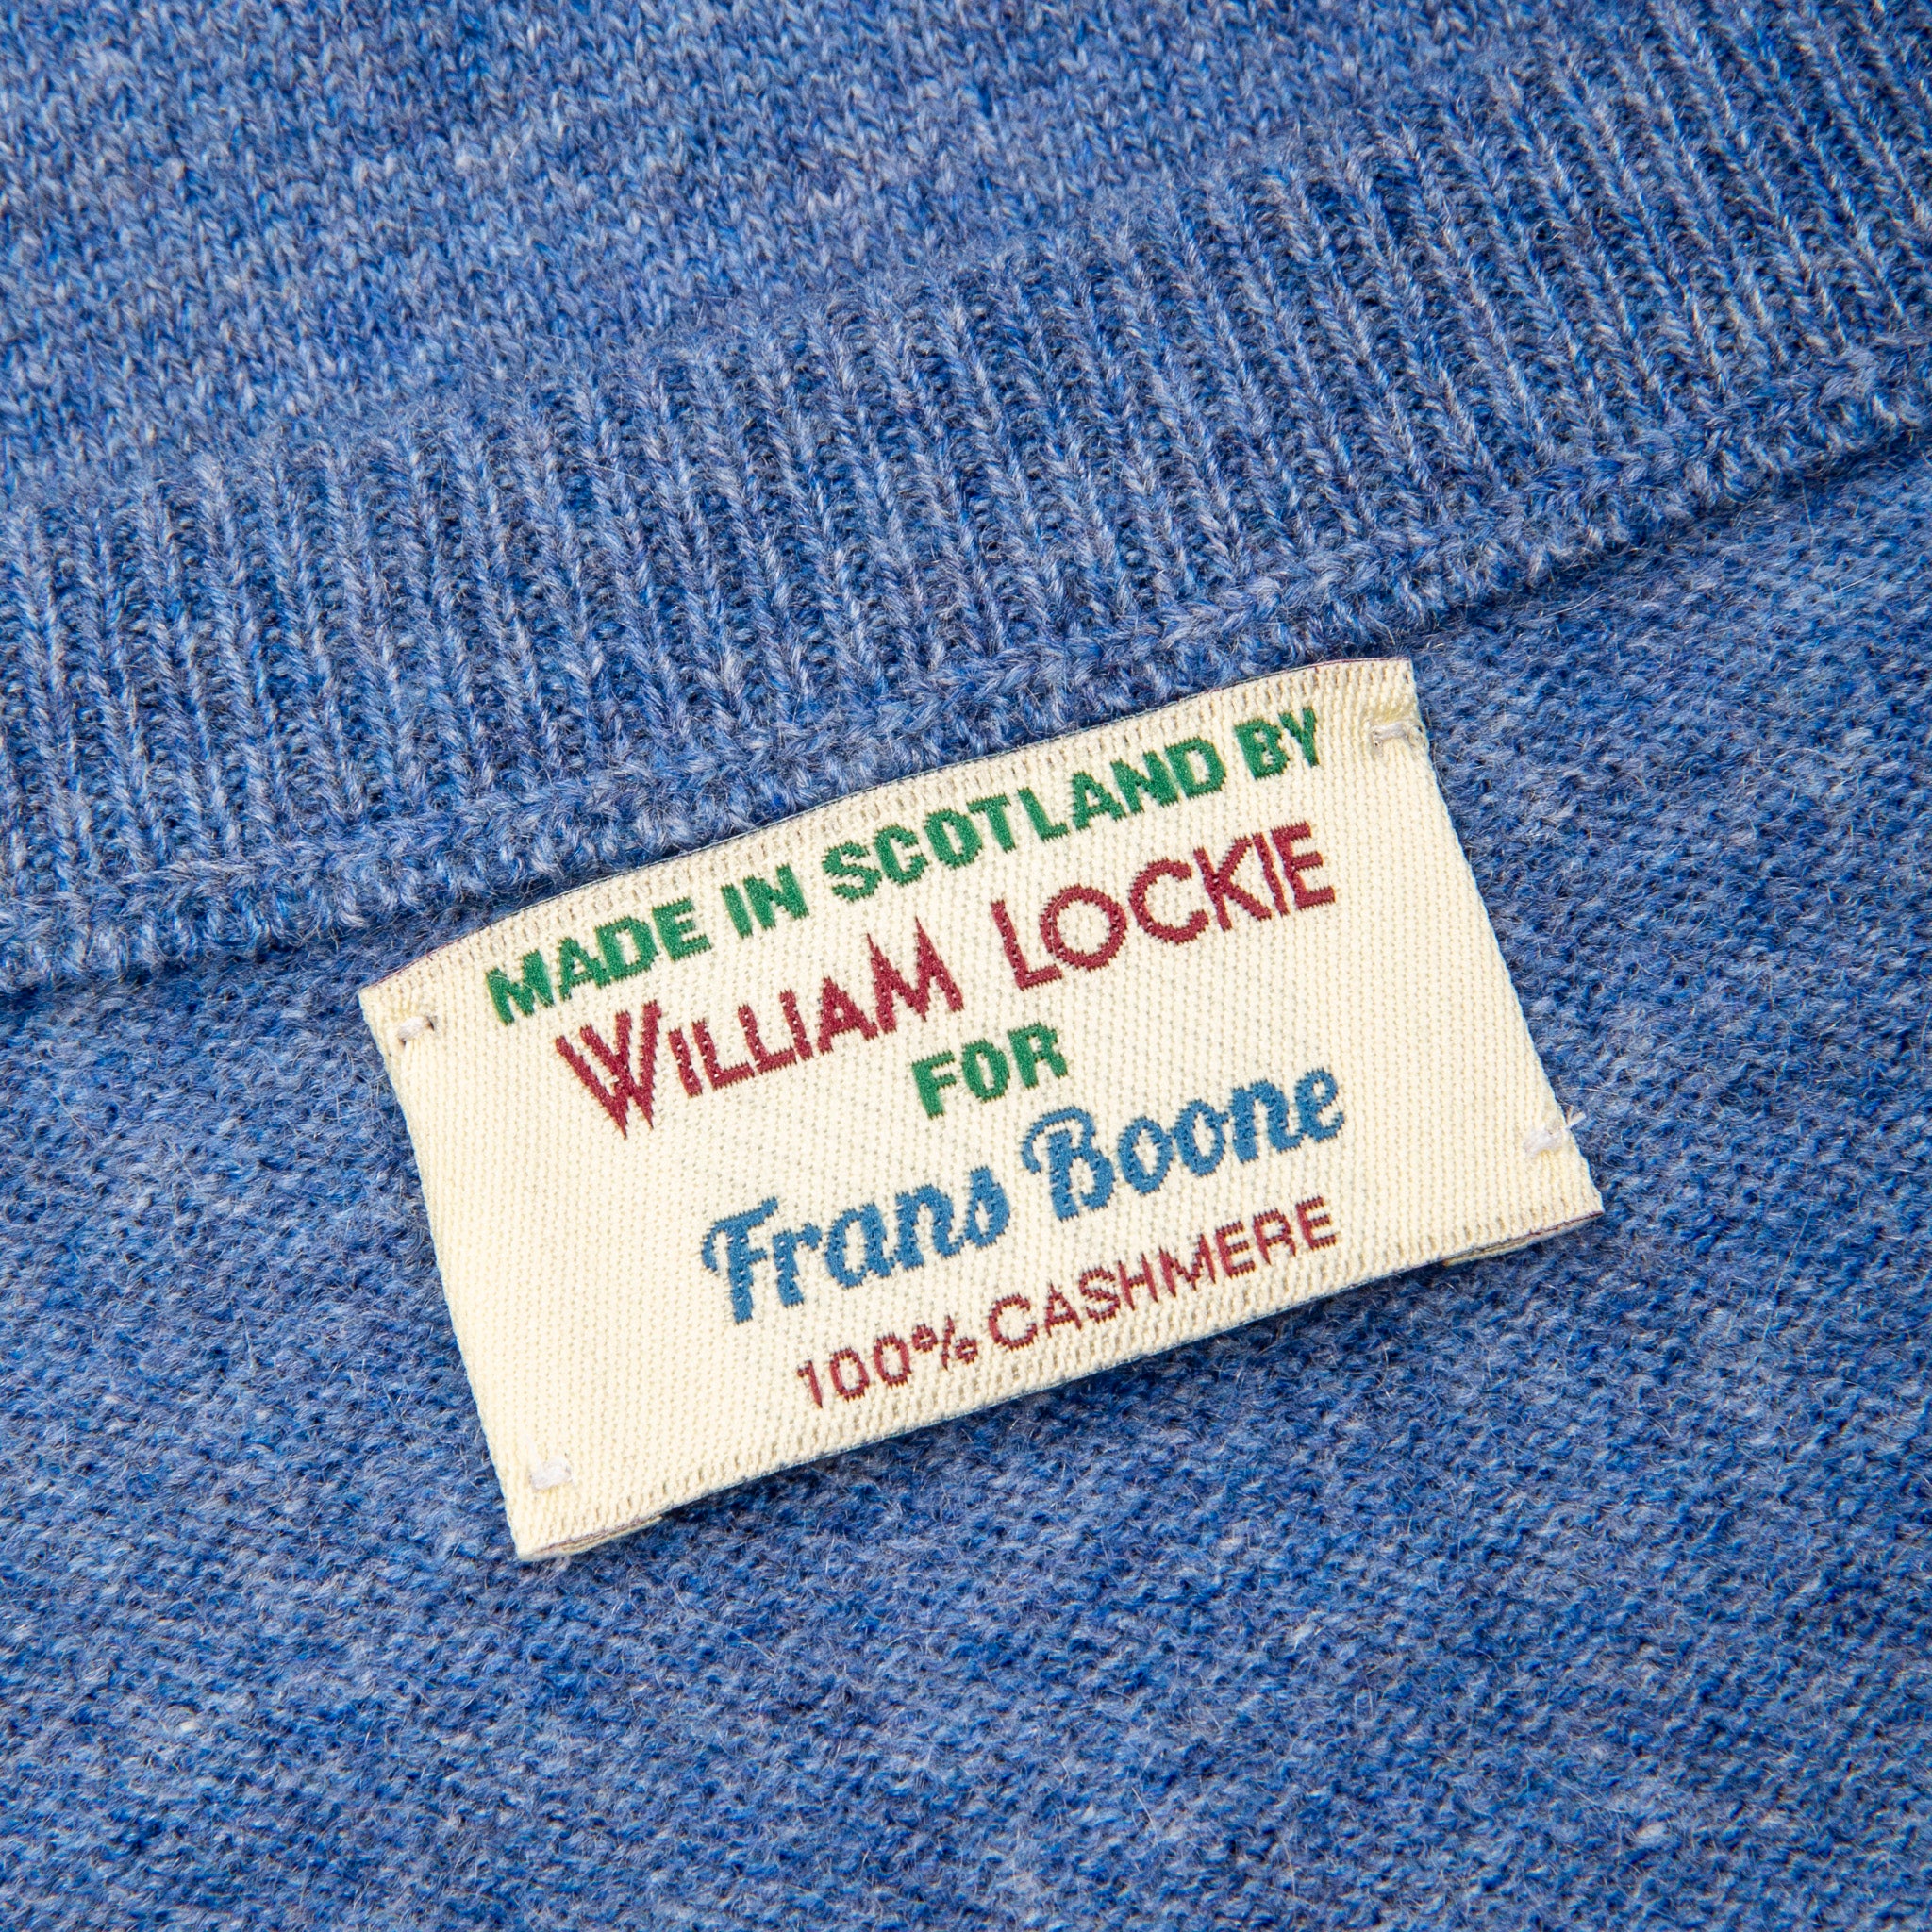 MADE IN SCOTLAND BY
WILLIAM LOCKIE
FOR
Frans Boone
100% CASHMERE